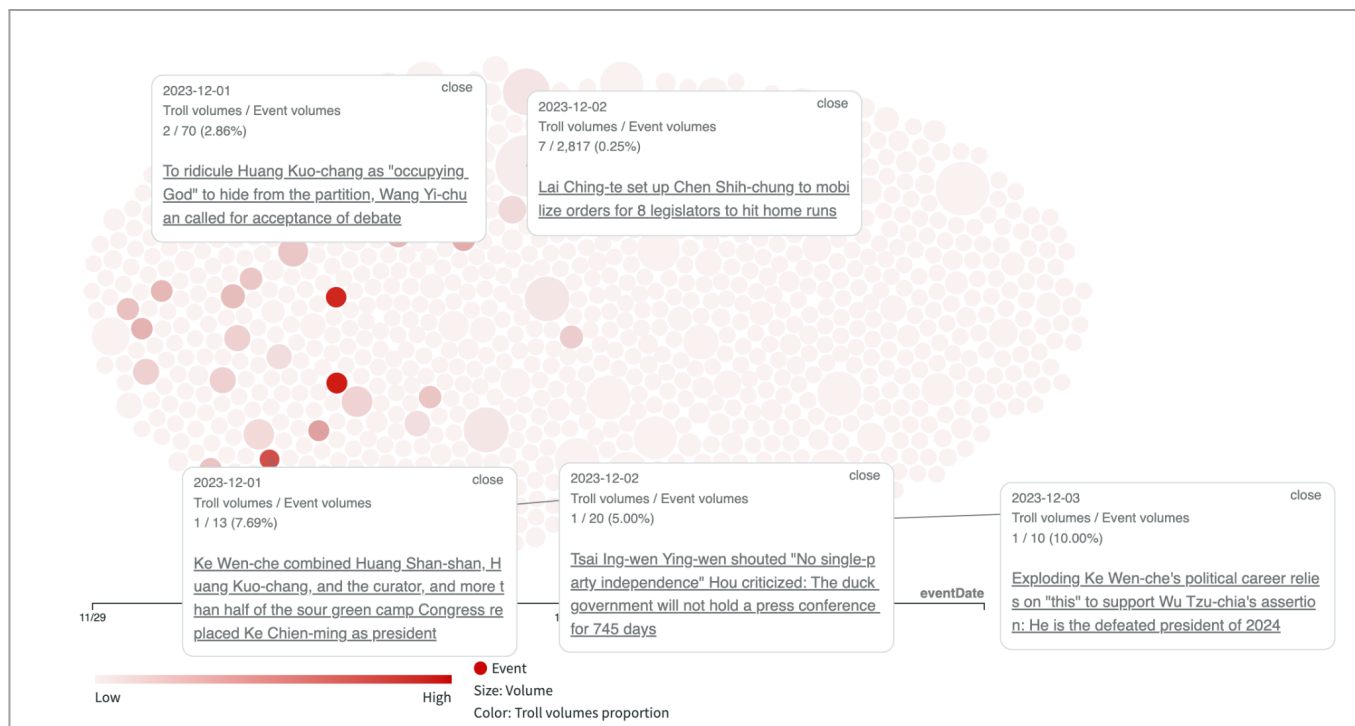 2023-12-01
close
Troll volumes / Event volumes
2 / 70 (2.86%)
To ridicule Huang Kuo-chang as "occupying
God" to hide from the partition, Wang Yi-chu
an called for acceptance of debate
2023-12-02
close
Troll volumes / Event volumes
7 / 2,817 (0.25%)
Lai Ching-te set up Chen Shih-chung to mobi
lize orders for 8 legislators to hit home runs
2023-12-01
close
Troll volumes / Event volumes
1 / 13 (7.69%)
Ke Wen-che combined Huang Shan-shan, H
uang Kuo-chang, and the curator, and more t
han half of the sour green camp Congress re
placed Ke Chien-ming as president
2023-12-02
close
Troll volumes / Event volumes
1 / 20 (5.00%)
Tsai Ing-wen Ying-wen shouted "No single-p
arty independence" Hou criticized: The duck
government will not hold a press conference
for 745 days
2023-12-03
close
Troll volumes / Event volumes
1 / 10 (10.00%)
Exploding Ke Wen-che's political career relie
s on "this" to support Wu Tzu-chia's assertio
n: He is the defeated president of 2024
eventDate
11/29
Low
High
Event
Size: Volume
Color: Troll volumes proportion